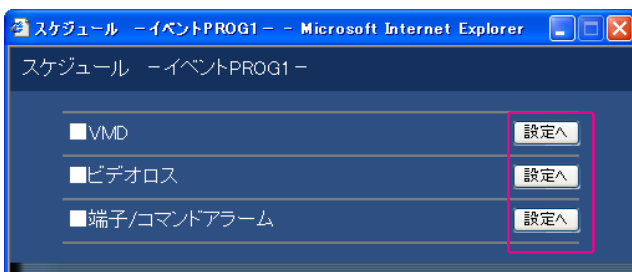 スケジュール －イベントPROG1－ - Microsoft Internet Explorer
スケジュール －イベントPROG1－
■VMD 設定へ
■ビデオロス 設定へ
■端子/コマンドアラーム 設定へ